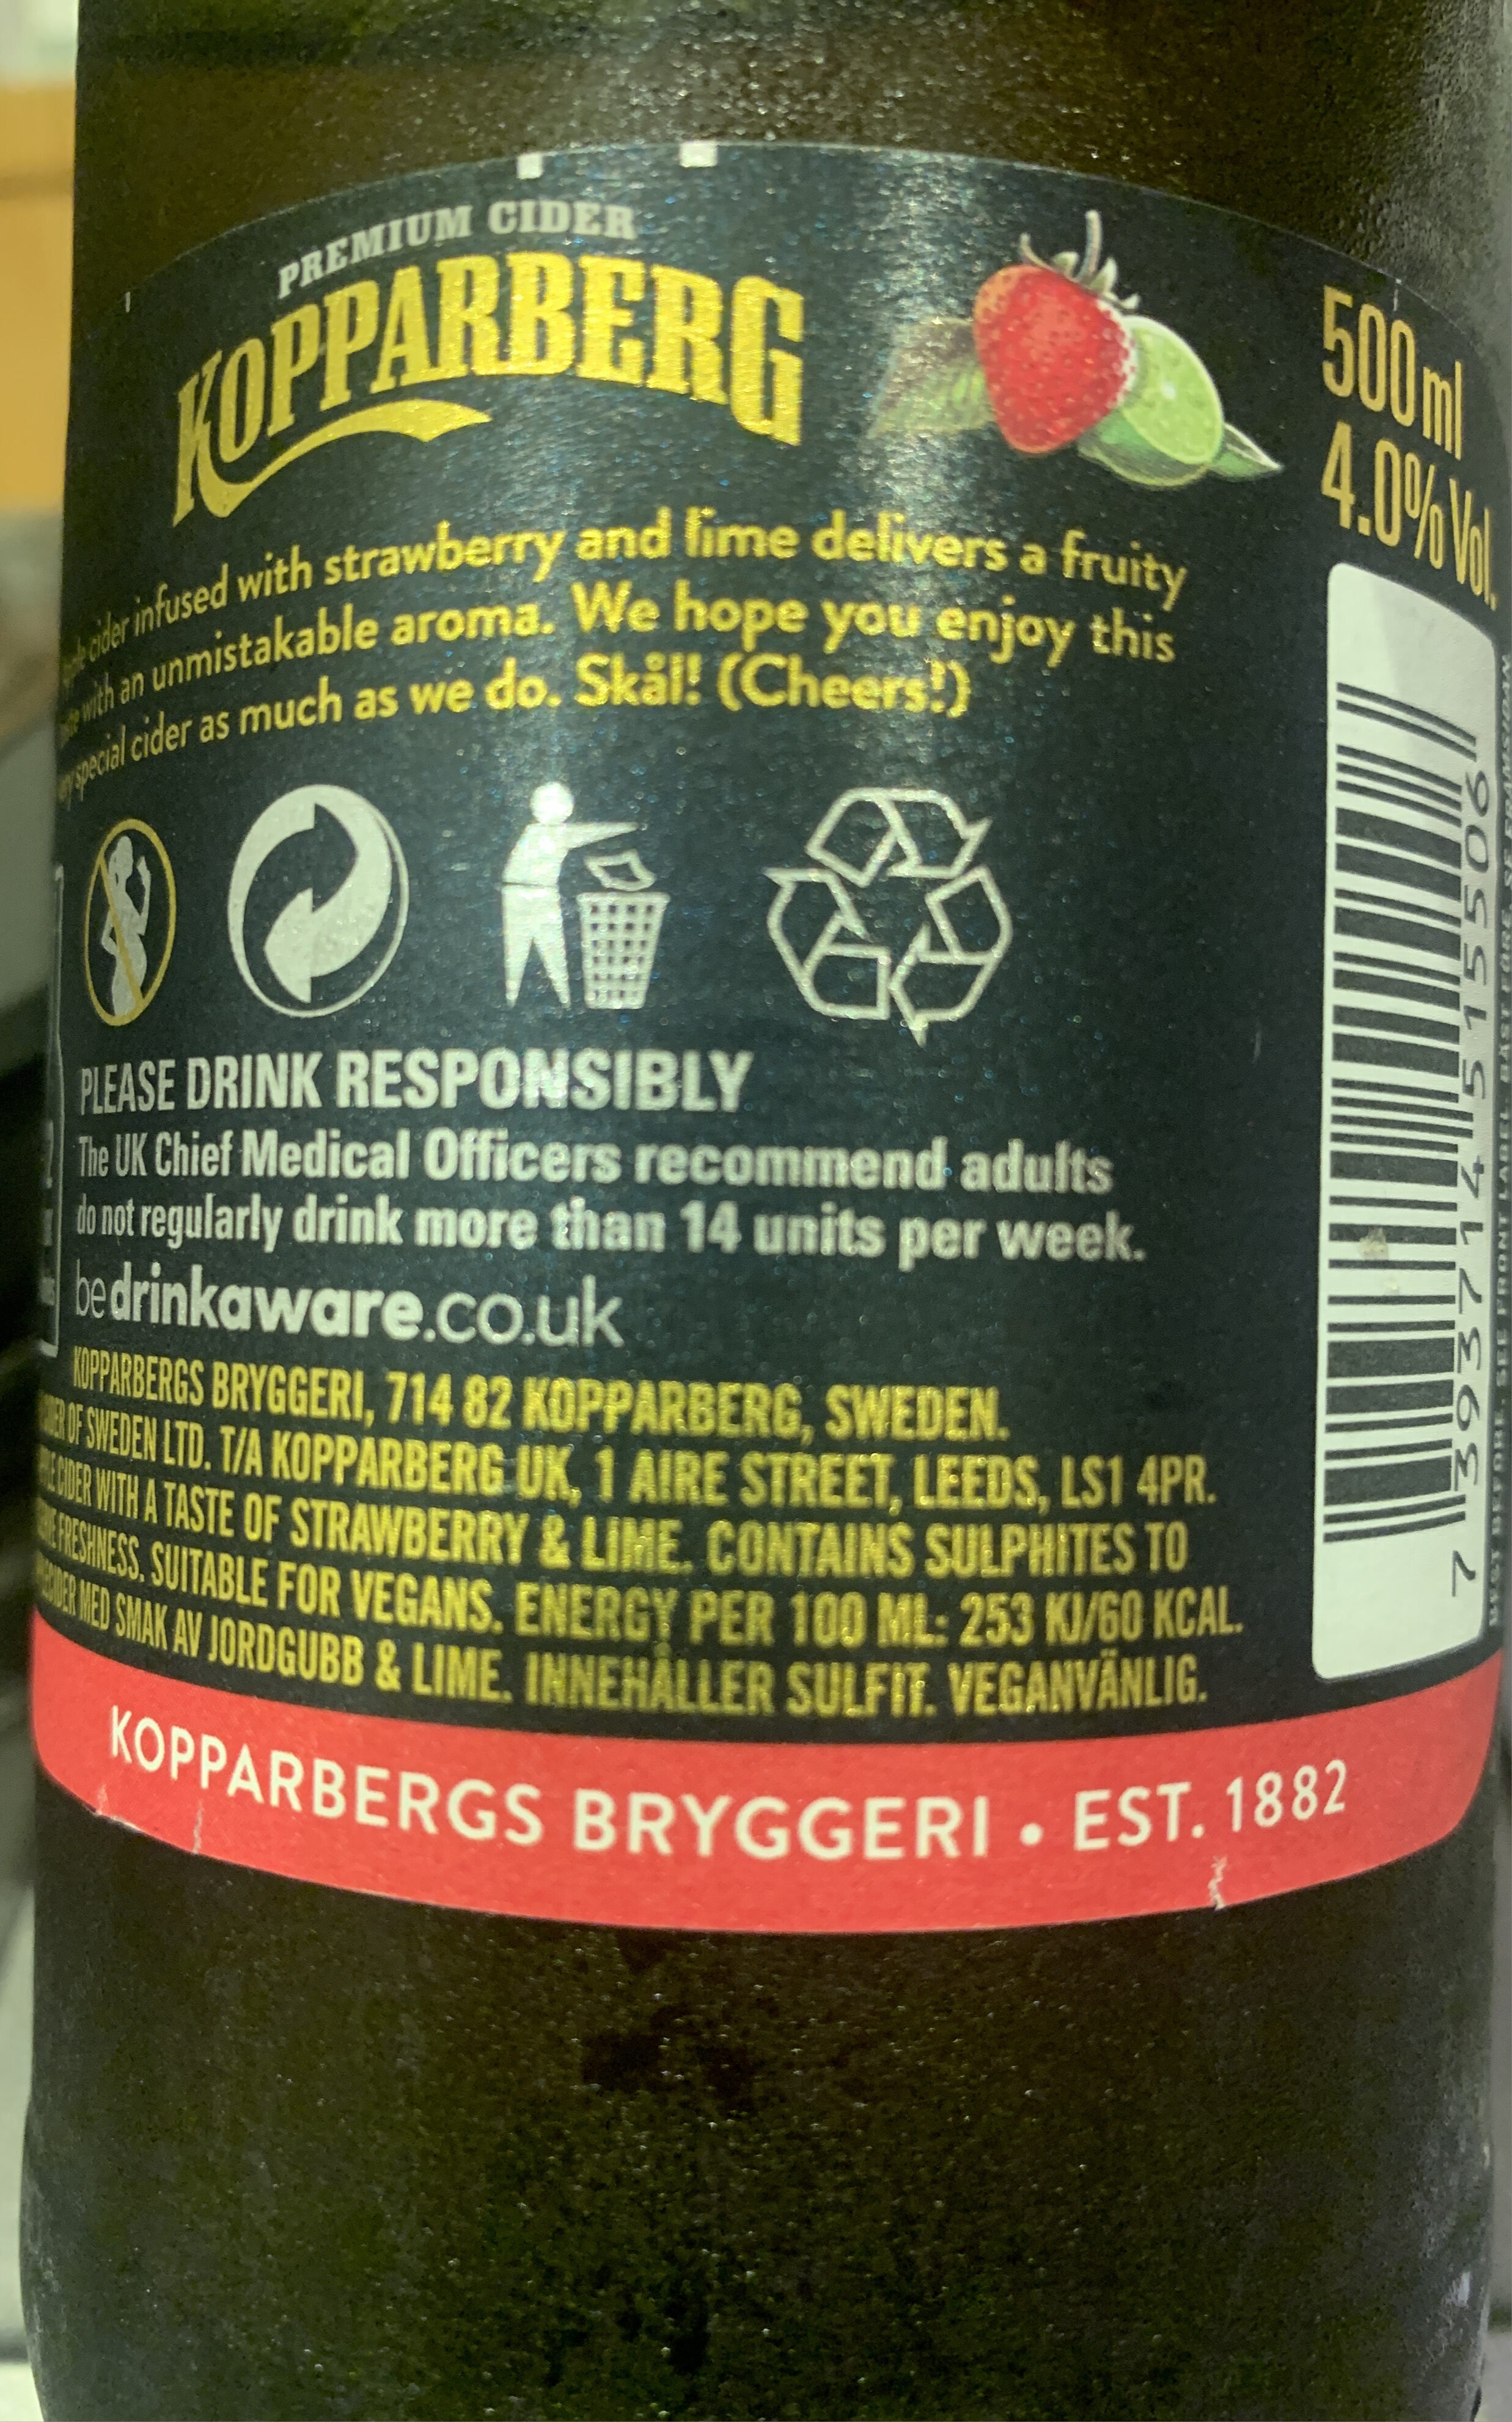 PREMIUM CIDER
KOPPARBERG
500ml
4.0% Vol.
cider infused with strawberry and lime delivers a fruity
with an unmistakable aroma. We hope you enjoy this
special cider as much as we do. Skål! (Cheers!)
PLEASE DRINK RESPONSIBLY
The UK Chief Medical Officers recommend adults
do not regularly drink more than 14 units per week.
bedrinkaware.co.uk
KOPPARBERGS BRYGGERI, 714 82 KOPPARBERG, SWEDEN.
OF SWEDEN LTD. T/A KOPPARBERG UK, 1 AIRE STREET, LEEDS, LS1 4PR.
CIDER WITH A TASTE OF STRAWBERRY & LIME. CONTAINS SULPHITES TO
FRESHNESS. SUITABLE FOR VEGANS. ENERGY PER 100 ML: 253 KJ/60 KCAL.
MED SMAK AV JORDGUBB & LIME. INNEHÅLLER SULFIT. VEGANVÄNLIG.
7 393714 515506
KOPPARBERGS BRYGGERI • EST. 1882